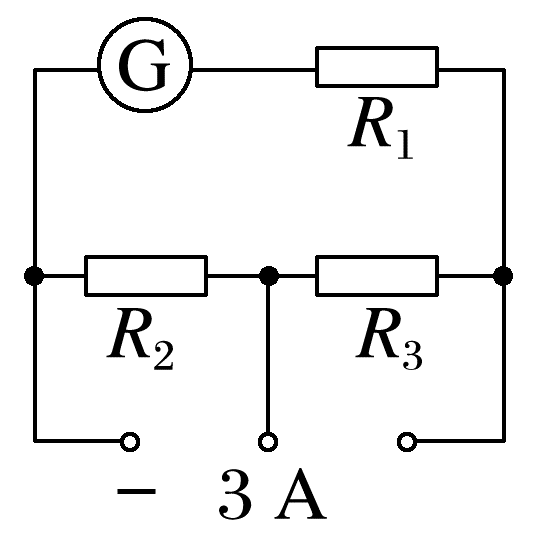 G
R₁
R₂ R₃
− 3 A